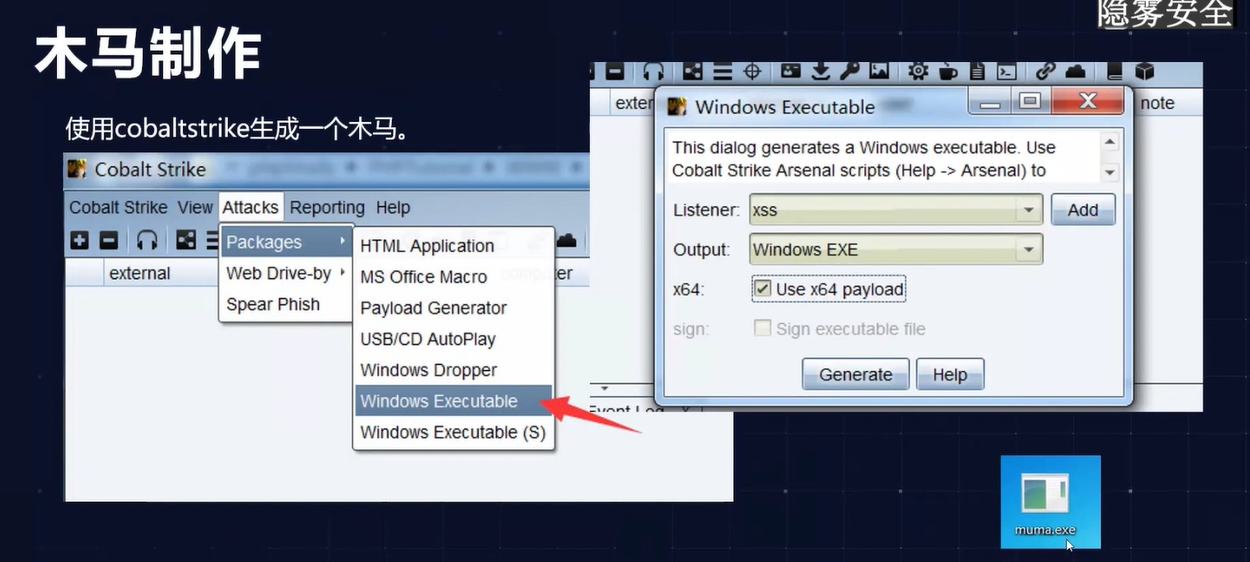 隐雾安全
木马制作
使用cobaltstrike生成一个木马。
Cobalt Strike
Cobalt Strike View Attacks Reporting Help
Packages
Web Drive-by
Spear Phish
HTML Application
MS Office Macro
Payload Generator
USB/CD AutoPlay
Windows Dropper
Windows Executable
Windows Executable (S)
external
note
Windows Executable
This dialog generates a Windows executable. Use
Cobalt Strike Arsenal scripts (Help -> Arsenal) to
Listener: xss Add
Output: Windows EXE
x64: Use x64 payload
sign: Sign executable file
Generate Help
Event Log X
muma.exe